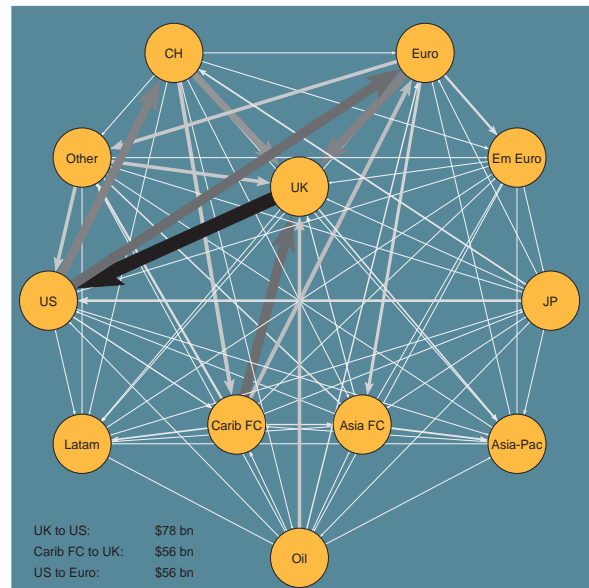 CH
Euro
Other
UK
Em Euro
US
JP
Carib FC
Asia FC
Latam
Asia-Pac
Oil
UK to US: $78 bn
Carib FC to UK: $56 bn
US to Euro: $56 bn